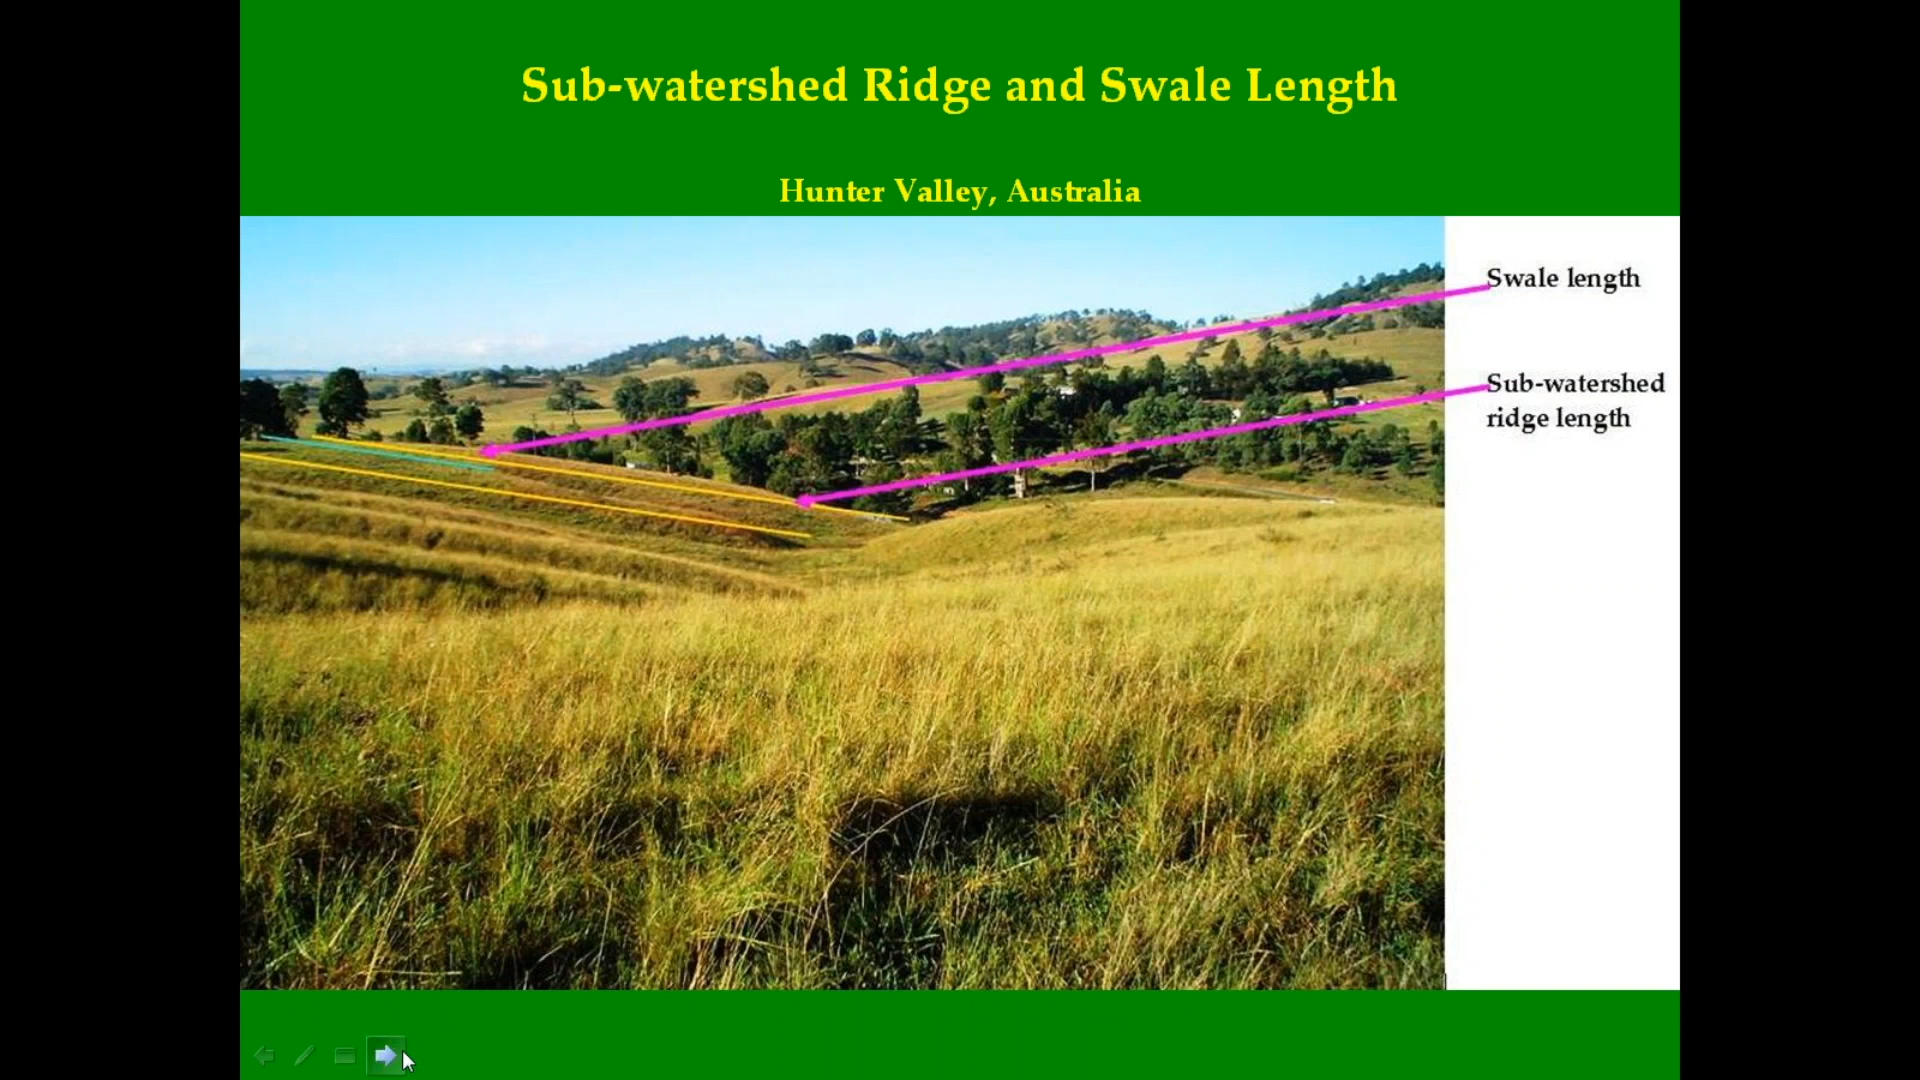 Sub-watershed Ridge and Swale Length
Hunter Valley, Australia
Swale length
Sub-watershed
ridge length